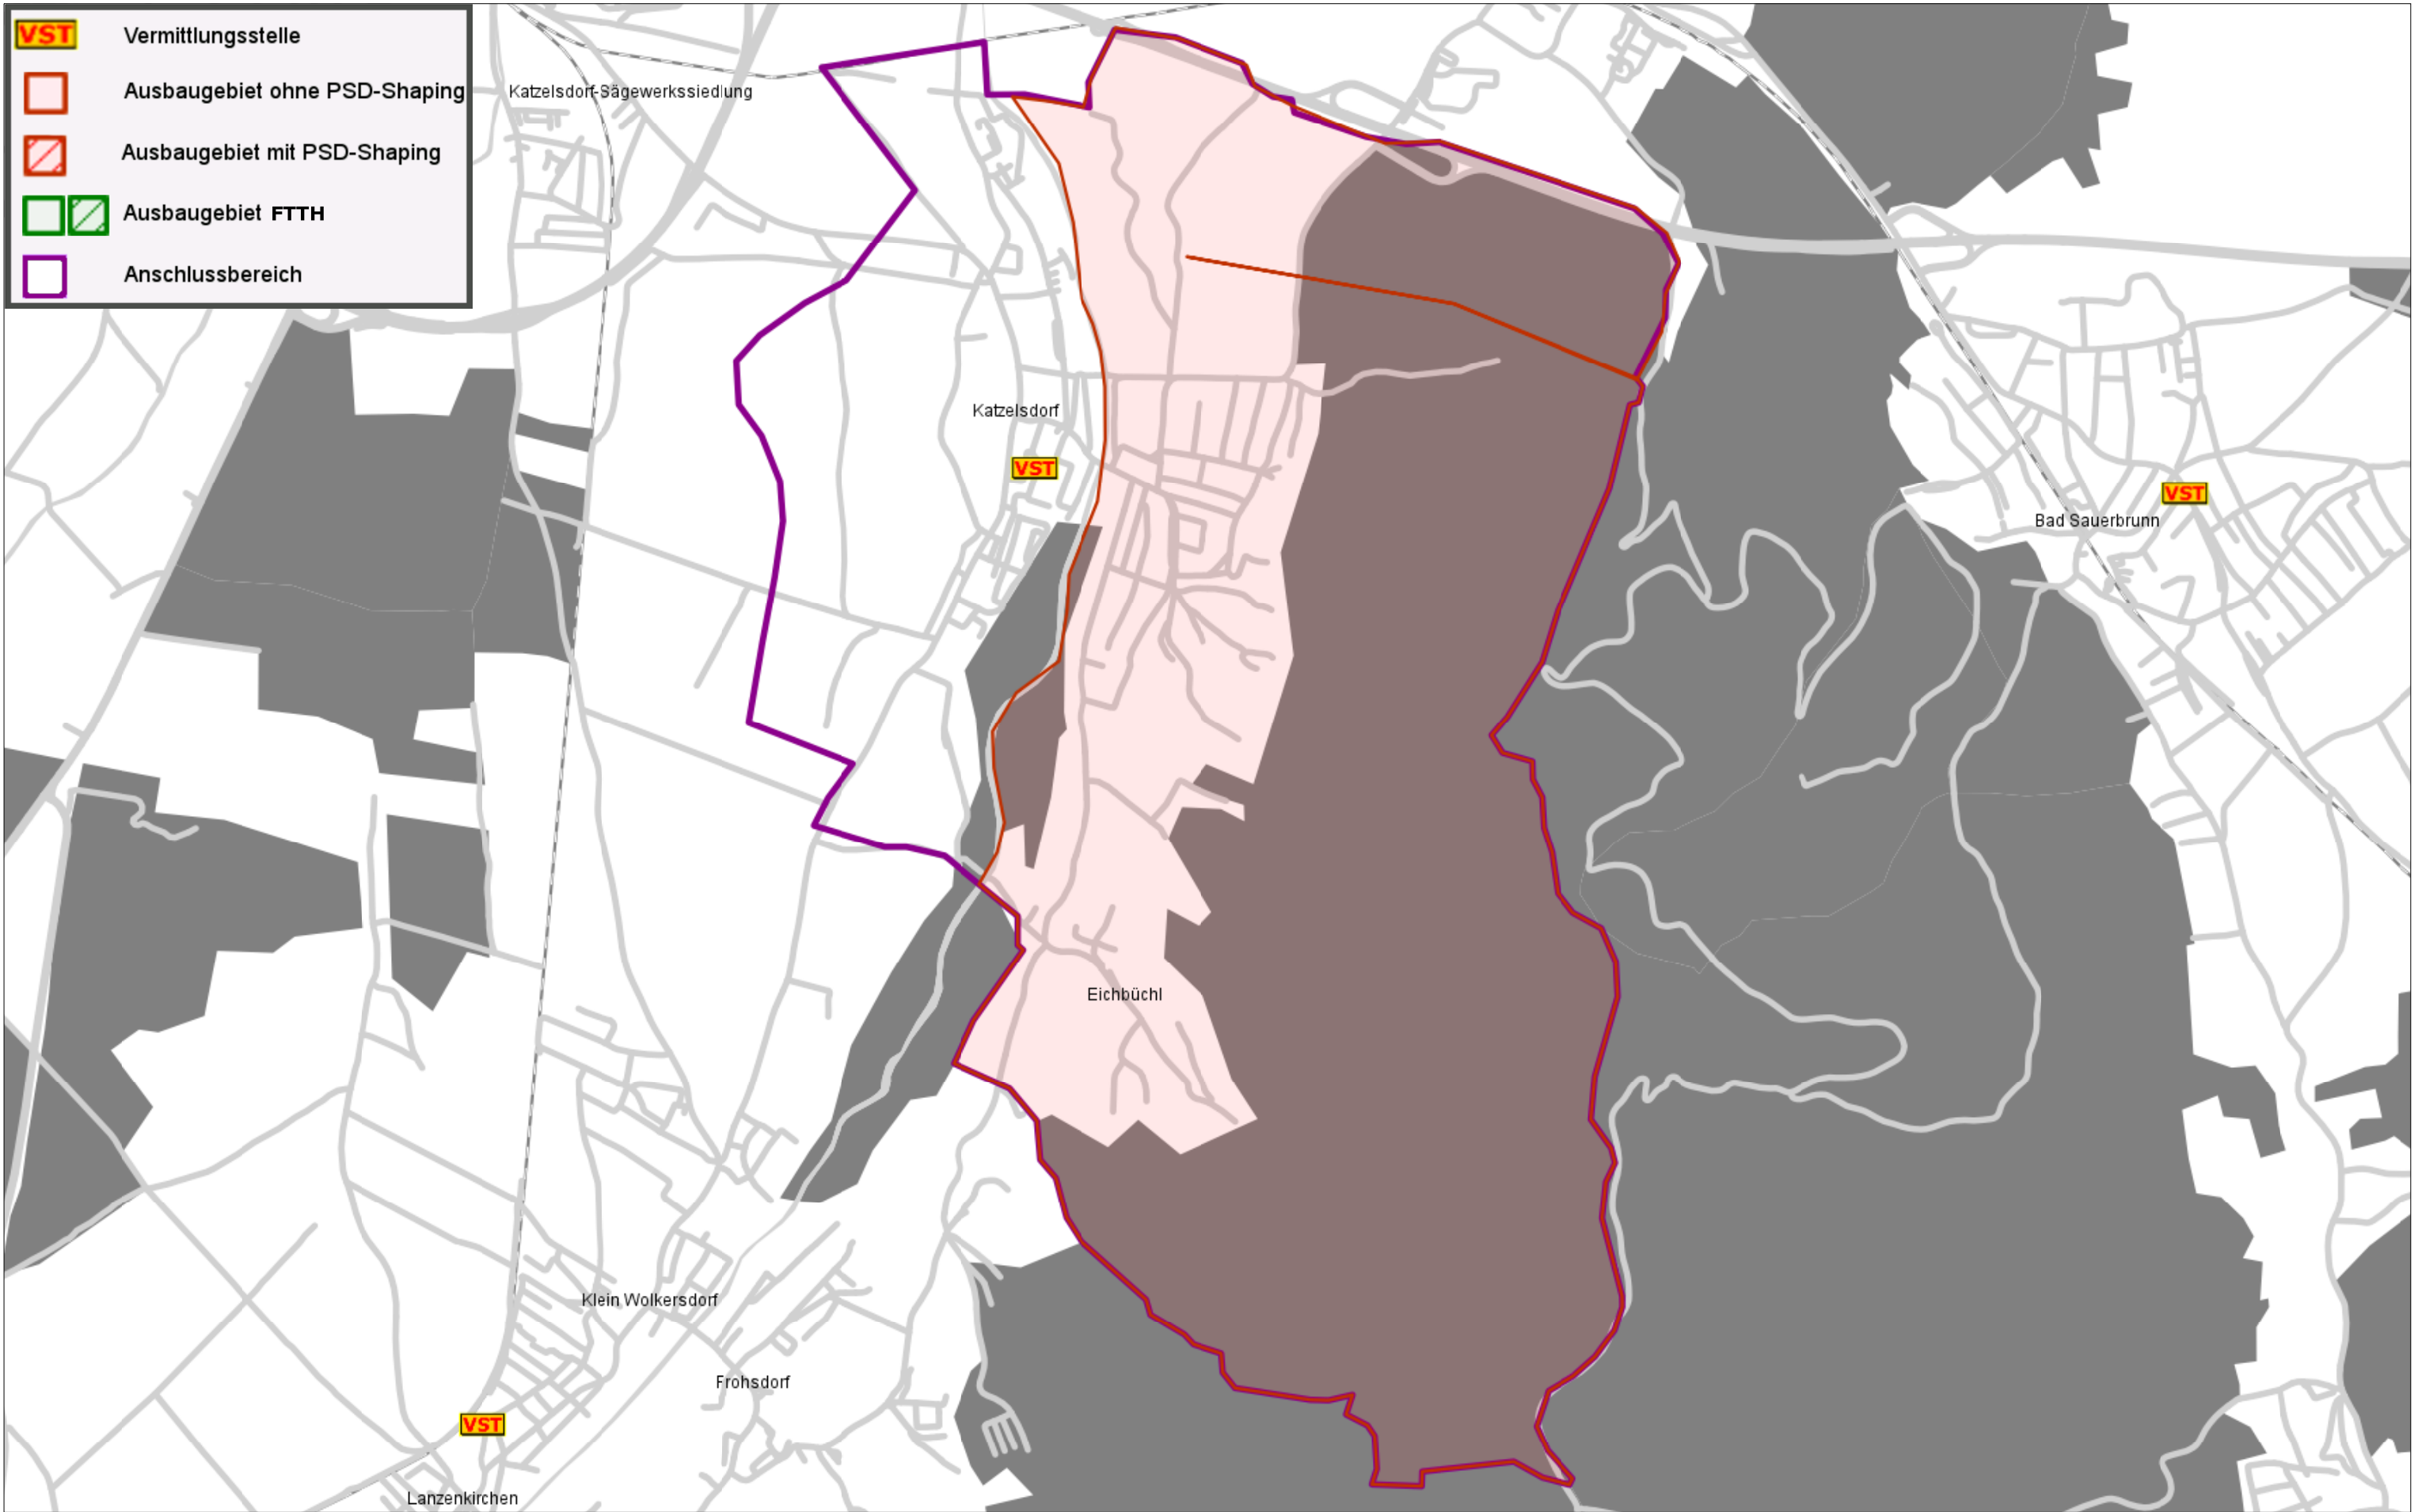 VST Vermittlungsstelle
Ausbaugebiet ohne PSD-Shaping
Ausbaugebiet mit PSD-Shaping
Ausbaugebiet FTTH
Anschlussbereich
Katzelsdorf-Sägewerkssiedlung
Katzelsdorf
VST
VST
Bad Sauerbrunn
Eichbüchl
Klein Wolkersdorf
Frohsdorf
VST
Lanzenkirchen